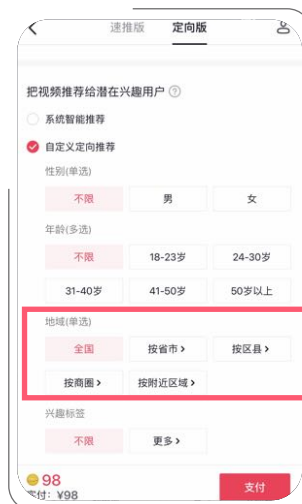 速推版 定向版
把视频推荐给潜在兴趣用户 ?
系统智能推荐
自定义定向推荐
性别(单选)
不限 男 女
年龄(多选)
不限 18-23岁 24-30岁
31-40岁 41-50岁 50岁以上
地域(单选)
全国 按省市 > 按区县 >
按商圈 > 按附近区域 >
兴趣标签
不限 更多 >
98
支付: ¥98
支付